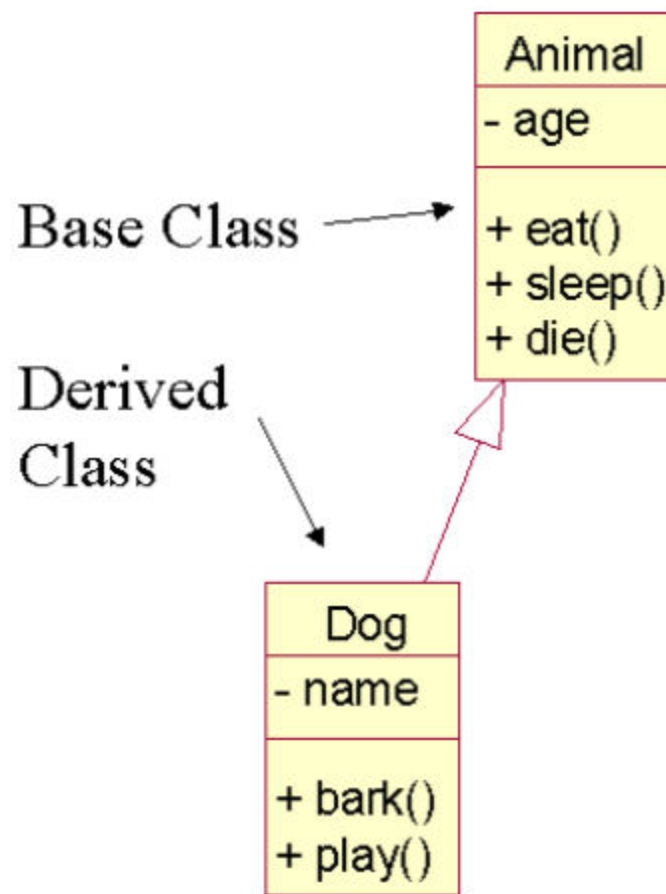 Animal
- age
+ eat()
+ sleep()
+ die()
Base Class
Derived
Class
Dog
- name
+ bark()
+ play()